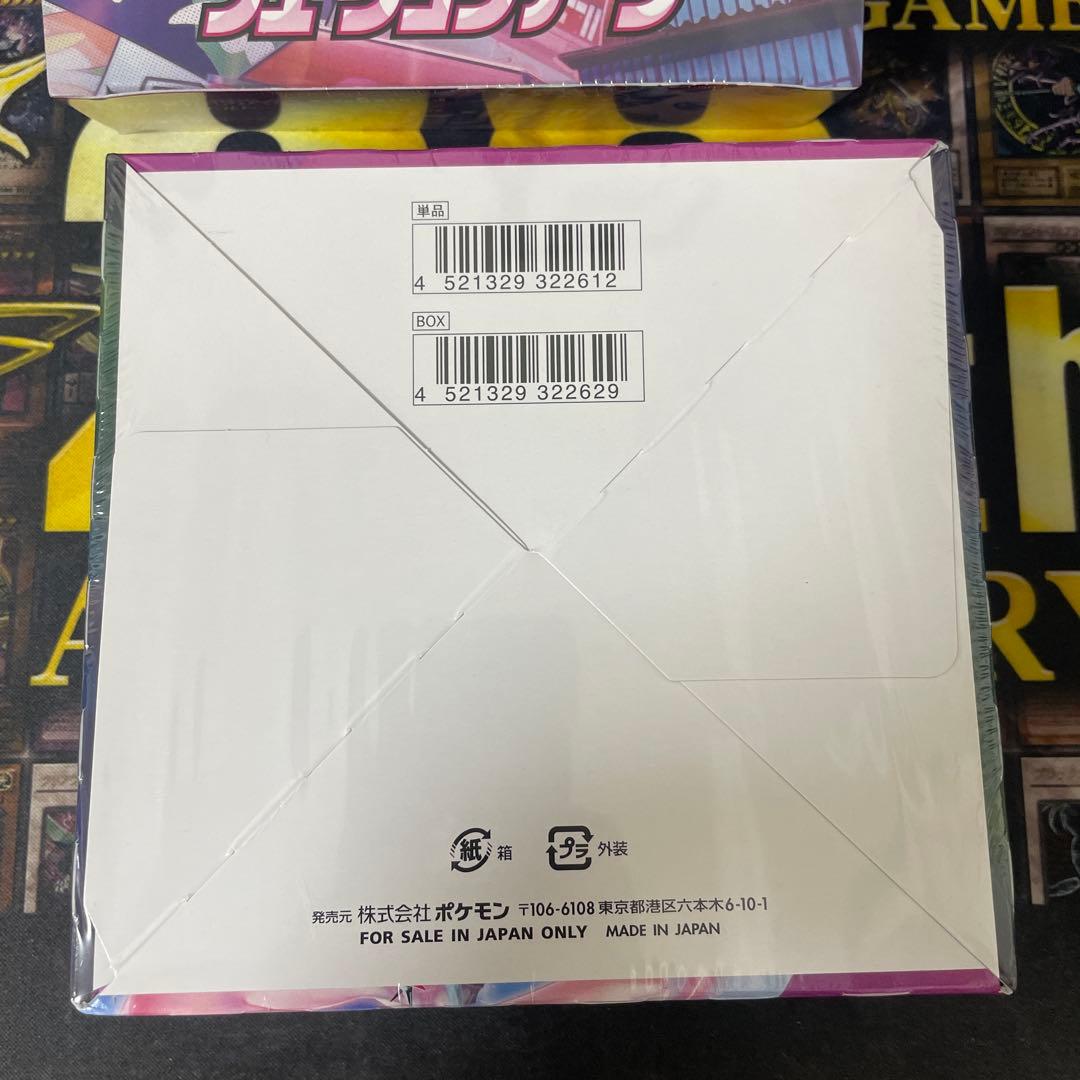 GAME
単品
4 521329 322612
BOX
4 521329 322629
紙 箱 プラ 外装
発売元 株式会社 ポケモン 〒106-6108 東京都港区六本木6-10-1
FOR SALE IN JAPAN ONLY MADE IN JAPAN